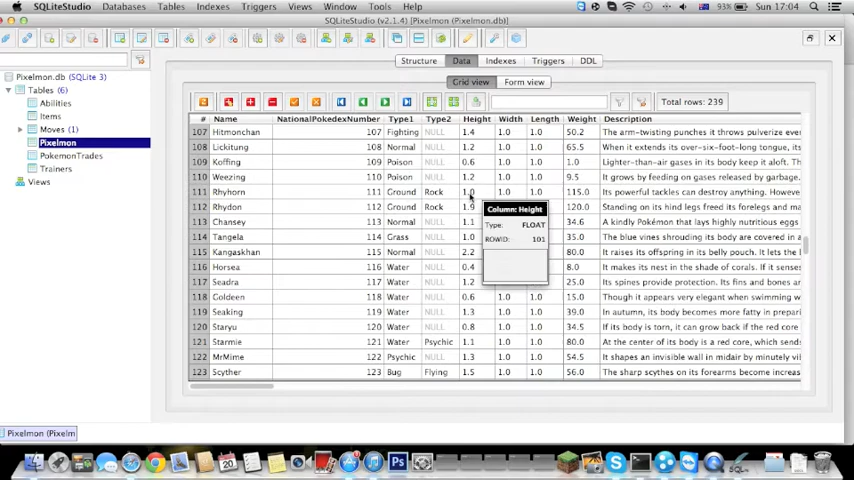 SQLiteStudio Databases Tables Indexes Triggers Views Window Tools Help 93% Sun 17:04
SQLiteStudio (v2.1.4) [Pixelmon (Pixelmon.db)]
Pixelmon.db (SQLite 3)
Tables (6)
Abilities
Items
Moves (1)
Pixelmon
PokemonTrades
Trainers
Views
Structure Data Indexes Triggers DDL
Grid view Form view
Total rows: 239
# Name NationalPokedexNumber Type1 Type2 Height Width Length Weight Description
107 Hitmonchan 107 Fighting NULL 1.4 1.0 1.0 50.2 The arm-twisting punches it throws pulverize even
108 Lickitung 108 Normal NULL 1.2 1.0 1.0 65.5 When it extends its over-six-foot-long tongue, it
109 Koffing 109 Poison NULL 0.6 1.0 1.0 1.0 Lighter-than-air gases in its body keep it aloft. Th
110 Weezing 110 Poison NULL 1.2 1.0 1.0 9.5 It grows by feeding on gases released by garbage.
111 Rhyhorn 111 Ground Rock 1.0 1.0 1.0 115.0 Its powerful tackles can destroy anything. Howeve
112 Rhydon 112 Ground Rock 1.9 120.0 Standing on its hind legs freed its forelegs and ma
113 Chansey 113 Normal NULL 1.1 34.6 A kindly Pokémon that lays highly nutritious eggs
114 Tangela 114 Grass NULL 1.0 35.0 The blue vines shrouding its body are covered in a
115 Kangaskhan 115 Normal NULL 2.2 80.0 It raises its offspring in its belly pouch. It lets the b
116 Horsea 116 Water NULL 0.4 8.0 It makes its nest in the shade of corals. If it senses
117 Seadra 117 Water NULL 1.2 25.0 Its spines provide protection. Its fins and bones ar
118 Goldeen 118 Water NULL 0.6 1.0 1.0 15.0 Though it appears very elegant when swimming w
119 Seaking 119 Water NULL 1.3 1.0 1.0 39.0 In autumn, its body becomes more fatty in prepari
120 Staryu 120 Water NULL 0.8 1.0 1.0 34.5 If its body is torn, it can grow back if the red core
121 Starmie 121 Water Psychic 1.1 1.0 1.0 80.0 At the center of its body is a red core, which sends
122 MrMime 122 Psychic NULL 1.3 1.0 1.0 54.5 It shapes an invisible wall in midair by minutely vib
123 Scyther 123 Bug Flying 1.5 1.0 1.0 56.0 The sharp scythes on its forearms become increas
Column: Height
Type: FLOAT
ROWID: 101
Pixelmon (Pixelm
20
Ps